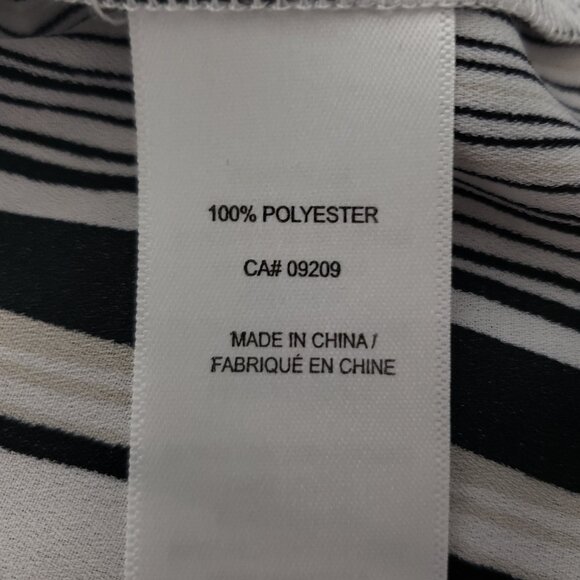 100% POLYESTER
CA# 09209
MADE IN CHINA /
FABRIQUÉ EN CHINE